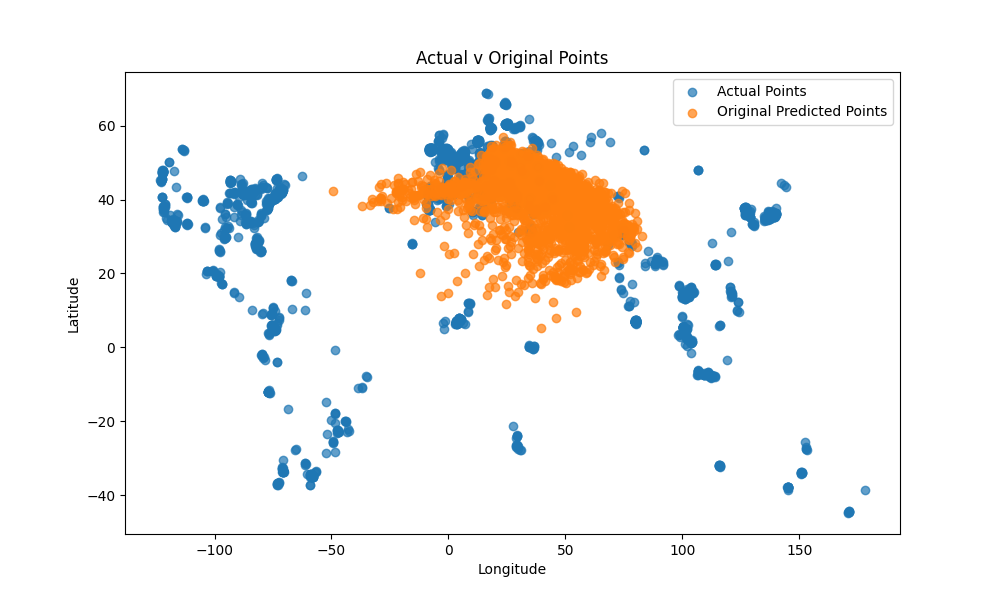 Actual v Original Points
Actual Points
Original Predicted Points
60
40
20
0
−20
−40
Latitude
−100
−50
0
50
100
150
Longitude